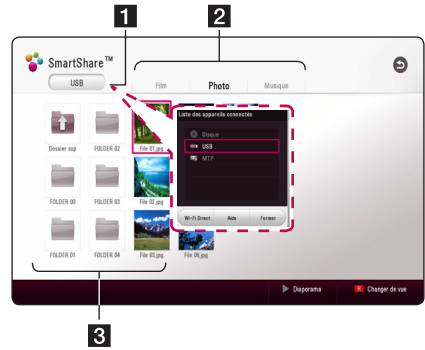 1
2
SmartShare™
USB
Film
Photo
Musique
Liste des appareils connectés
Disque
USB
MTP
Wi-Fi Direct
Aide
Fermer
Dossier sup
FOLDER 02
File 01.jpg
FOLDER 00
FOLDER 03
File 02.jpg
FOLDER 01
FOLDER 04
File 03.jpg
File 05.jpg
Diaporama
R Changer de vue
3